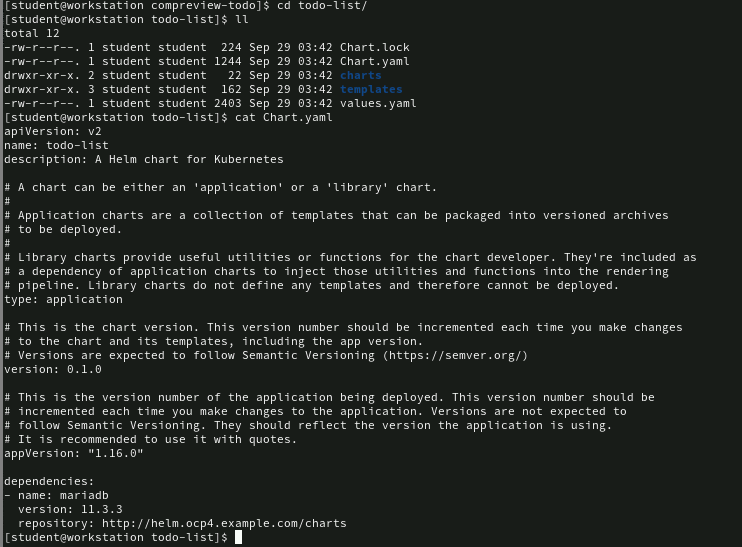 [student@workstation compreview-todo]$ cd todo-list/
[student@workstation todo-list]$ ll
total 12
-rw-r--r--. 1 student student  224 Sep 29 03:42 Chart.lock
-rw-r--r--. 1 student student 1244 Sep 29 03:42 Chart.yaml
drwxr-xr-x. 2 student student   22 Sep 29 03:42 charts
drwxr-xr-x. 3 student student  162 Sep 29 03:42 templates
-rw-r--r--. 1 student student 2403 Sep 29 03:42 values.yaml
[student@workstation todo-list]$ cat Chart.yaml
apiVersion: v2
name: todo-list
description: A Helm chart for Kubernetes

# A chart can be either an 'application' or a 'library' chart.
#
# Application charts are a collection of templates that can be packaged into versioned archives
# to be deployed.
#
# Library charts provide useful utilities or functions for the chart developer. They're included as
# a dependency of application charts to inject those utilities and functions into the rendering
# pipeline. Library charts do not define any templates and therefore cannot be deployed.
type: application

# This is the chart version. This version number should be incremented each time you make changes
# to the chart and its templates, including the app version.
# Versions are expected to follow Semantic Versioning (https://semver.org/)
version: 0.1.0

# This is the version number of the application being deployed. This version number should be
# incremented each time you make changes to the application. Versions are not expected to
# follow Semantic Versioning. They should reflect the version the application is using.
# It is recommended to use it with quotes.
appVersion: "1.16.0"

dependencies:
- name: mariadb
  version: 11.3.3
  repository: http://helm.ocp4.example.com/charts
[student@workstation todo-list]$